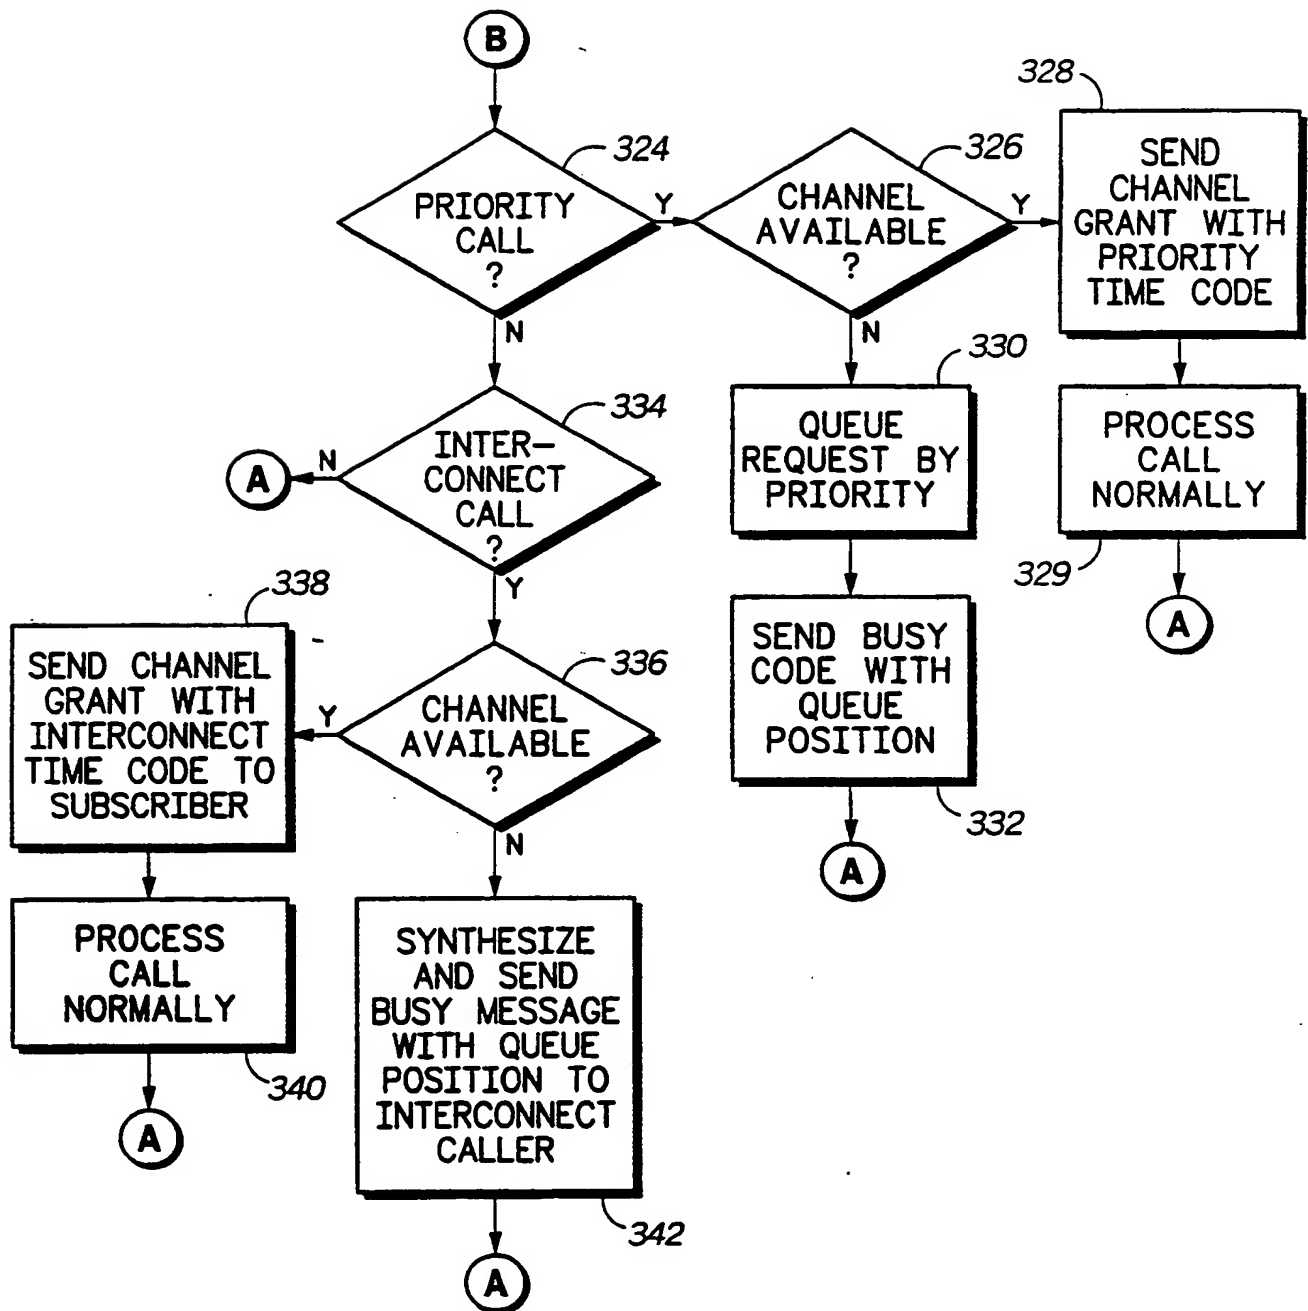 B
324
PRIORITY
CALL
?
Y
N
326
CHANNEL
AVAILABLE
?
Y
N
328
SEND
CHANNEL
GRANT WITH
PRIORITY
TIME CODE
PROCESS
CALL
NORMALLY
329
A
330
QUEUE
REQUEST BY
PRIORITY
SEND BUSY
CODE WITH
QUEUE
POSITION
332
A
334
INTER-
CONNECT
CALL
?
N
A
Y
336
CHANNEL
AVAILABLE
?
Y
N
338
SEND CHANNEL
GRANT WITH
INTERCONNECT
TIME CODE TO
SUBSCRIBER
PROCESS
CALL
NORMALLY
340
A
SYNTHESIZE
AND SEND
BUSY MESSAGE
WITH QUEUE
POSITION TO
INTERCONNECT
CALLER
342
A